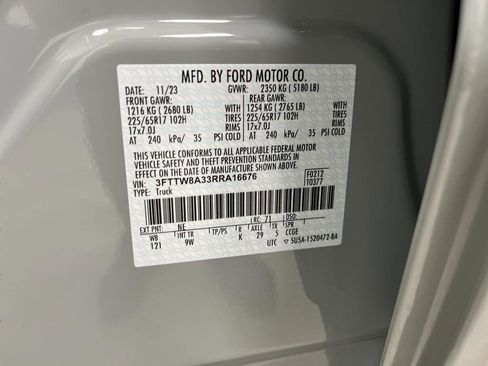 MFD. BY FORD MOTOR CO.
DATE: 11/23 GVWR: 2350 KG (5180 LB)
FRONT GAWR: REAR GAWR:
1216 KG (2680 LB) WITH 1254 KG (2765 LB) WITH
225/65R17 102H TIRES 225/65R17 102H TIRES
17x7.0J RIMS 17x7.0J RIMS
AT 240 kPa/ 35 PSI COLD AT 240 kPa/ 35 PSI COLD
THIS VEHICLE CONFORMS TO ALL APPLICABLE FEDERAL MOTOR
VEHICLE SAFETY AND THEFT PREVENTION STANDARDS IN
EFFECT ON THE DATE OF MANUFACTURE SHOWN ABOVE.
VIN: 3FTTW8A33RRA16676 F0212
TYPE: Truck T0377
EXT PNT: NE RC: 71 DSO:
WB INT TR TP/PS R AXLE TR SPR
121 9W K 29 5 CCGE
UTC ▽ 5U5A-1520472-BA